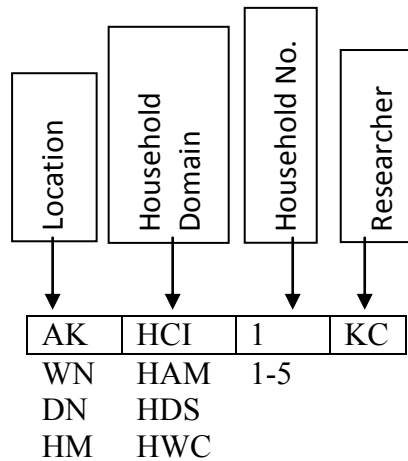 Location
Household
Domain
Household No.
Researcher
AK HCI 1 KC
WN HAM 1-5
DN HDS
HM HWC